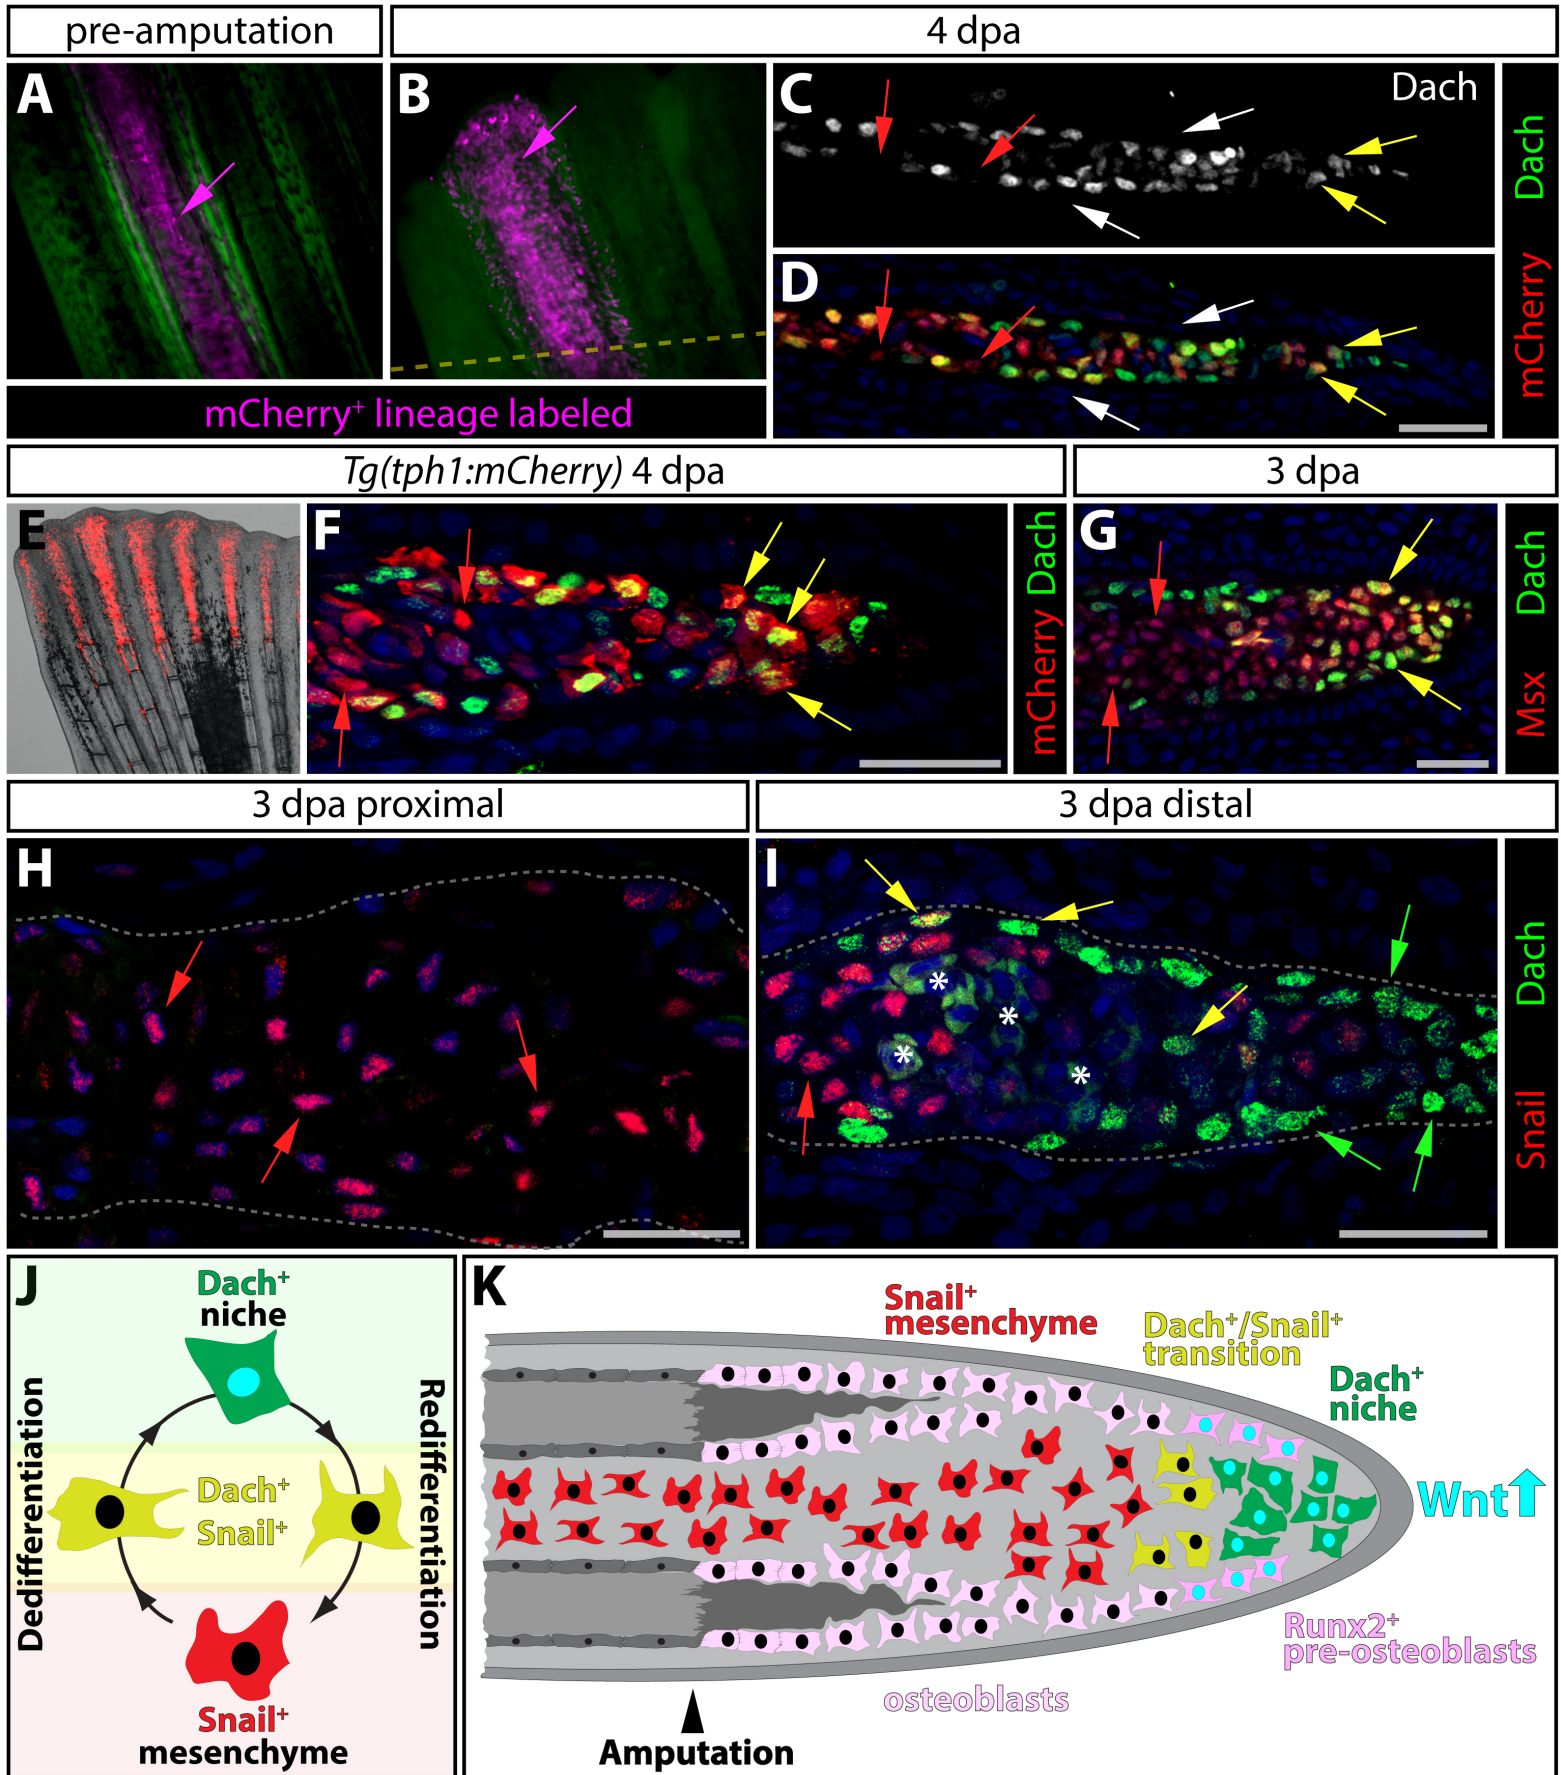 pre-amputation
4 dpa
A
B
C
Dach
D
mCherry Dach
mCherry⁺ lineage labeled
Tg(tph1:mCherry) 4 dpa
3 dpa
E
F
mCherry Dach
G
Msx Dach
3 dpa proximal
3 dpa distal
H
I
*
*
*
*
Snail Dach
J
Dach⁺
niche
Dedifferentiation
Redifferentiation
Dach⁺
Snail⁺
Snail⁺
mesenchyme
K
Snail⁺
mesenchyme
Dach⁺/Snail⁺
transition
Dach⁺
niche
Wnt
Runx2⁺
pre-osteoblasts
osteoblasts
Amputation